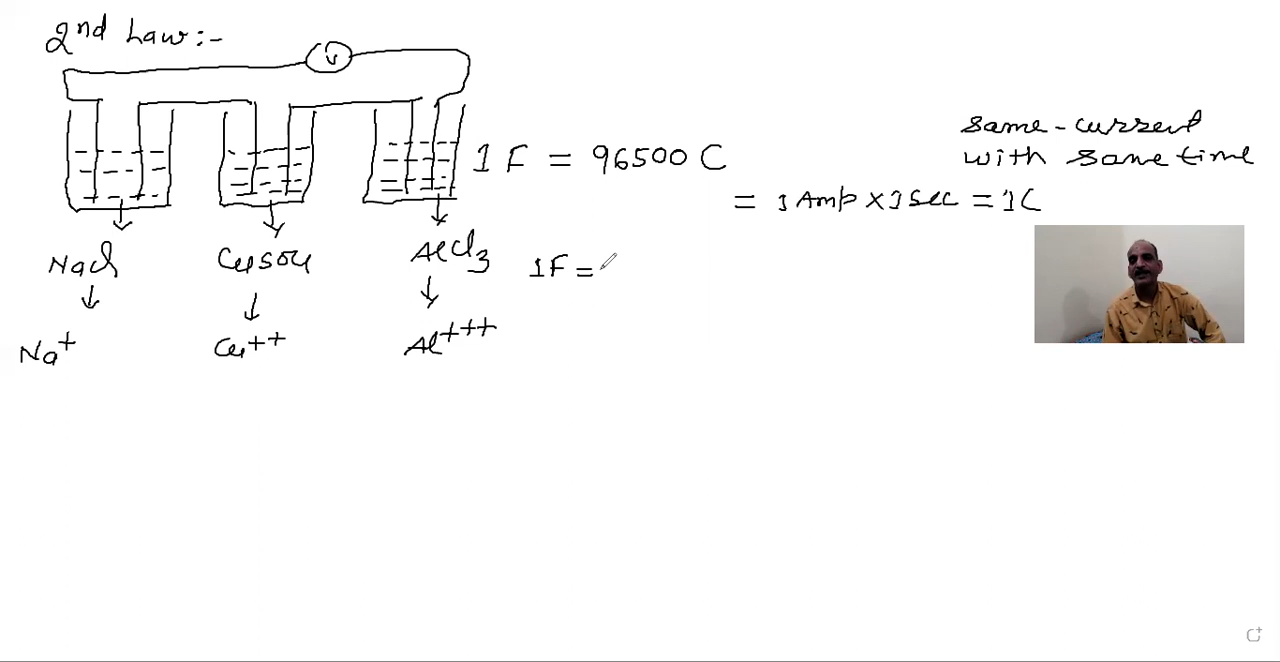 2nd Law:-
V
1 F = 96500 C
same-current
with same time
= 1 Amp × 1 sec = 1C
NaCl
CuSO4
AlCl3
1F =
Na+
Cu++
Al+++